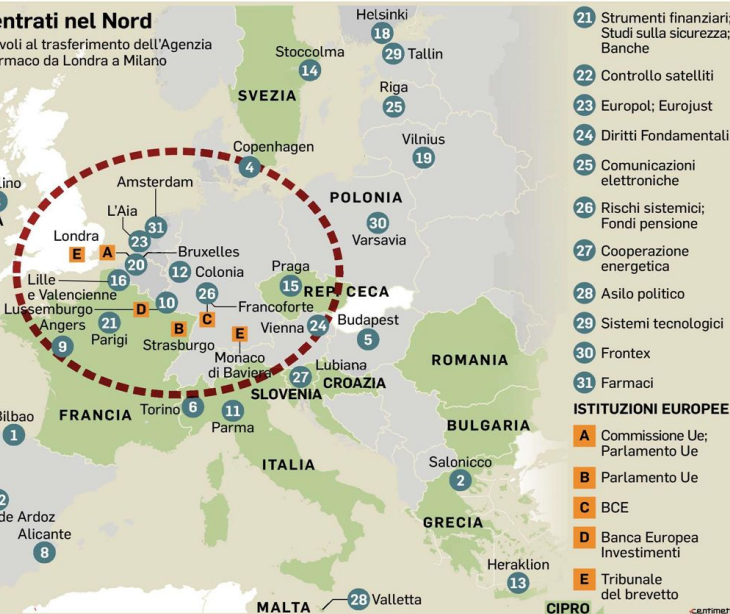 entrati nel Nord
voli al trasferimento dell'Agenzia
rmaco da Londra a Milano
Helsinki
18
29 Tallin
Stoccolma
14
Riga
25
SVEZIA
Vilnius
19
Copenhagen
4
lino
Amsterdam
POLONIA
L'Aia
31
23
30
Varsavia
Londra
E
A
Bruxelles
20
12 Colonia
Praga
15
REP. CECA
Lille
e Valencienne
16
26
10
Francoforte
Lussemburgo
D
C
Angers
9
21
Parigi
B
Strasburgo
E
Monaco
di Baviera
Vienna 24
Budapest
5
Lubiana
27
SLOVENIA
CROAZIA
ROMANIA
FRANCIA
Torino 6
11
Parma
BULGARIA
Bilbao
1
ITALIA
Salonicco
2
2
de Ardoz
Alicante
8
GRECIA
Heraklion
13
MALTA
28 Valletta
CIPRO
21 Strumenti finanziari;
Studi sulla sicurezza;
Banche
22 Controllo satelliti
23 Europol; Eurojust
24 Diritti Fondamentali
25 Comunicazioni
elettroniche
26 Rischi sistemici;
Fondi pensione
27 Cooperazione
energetica
28 Asilo politico
29 Sistemi tecnologici
30 Frontex
31 Farmaci
ISTITUZIONI EUROPEE
A Commissione Ue;
Parlamento Ue
B Parlamento Ue
C BCE
D Banca Europea
Investimenti
E Tribunale
del brevetto
centimet